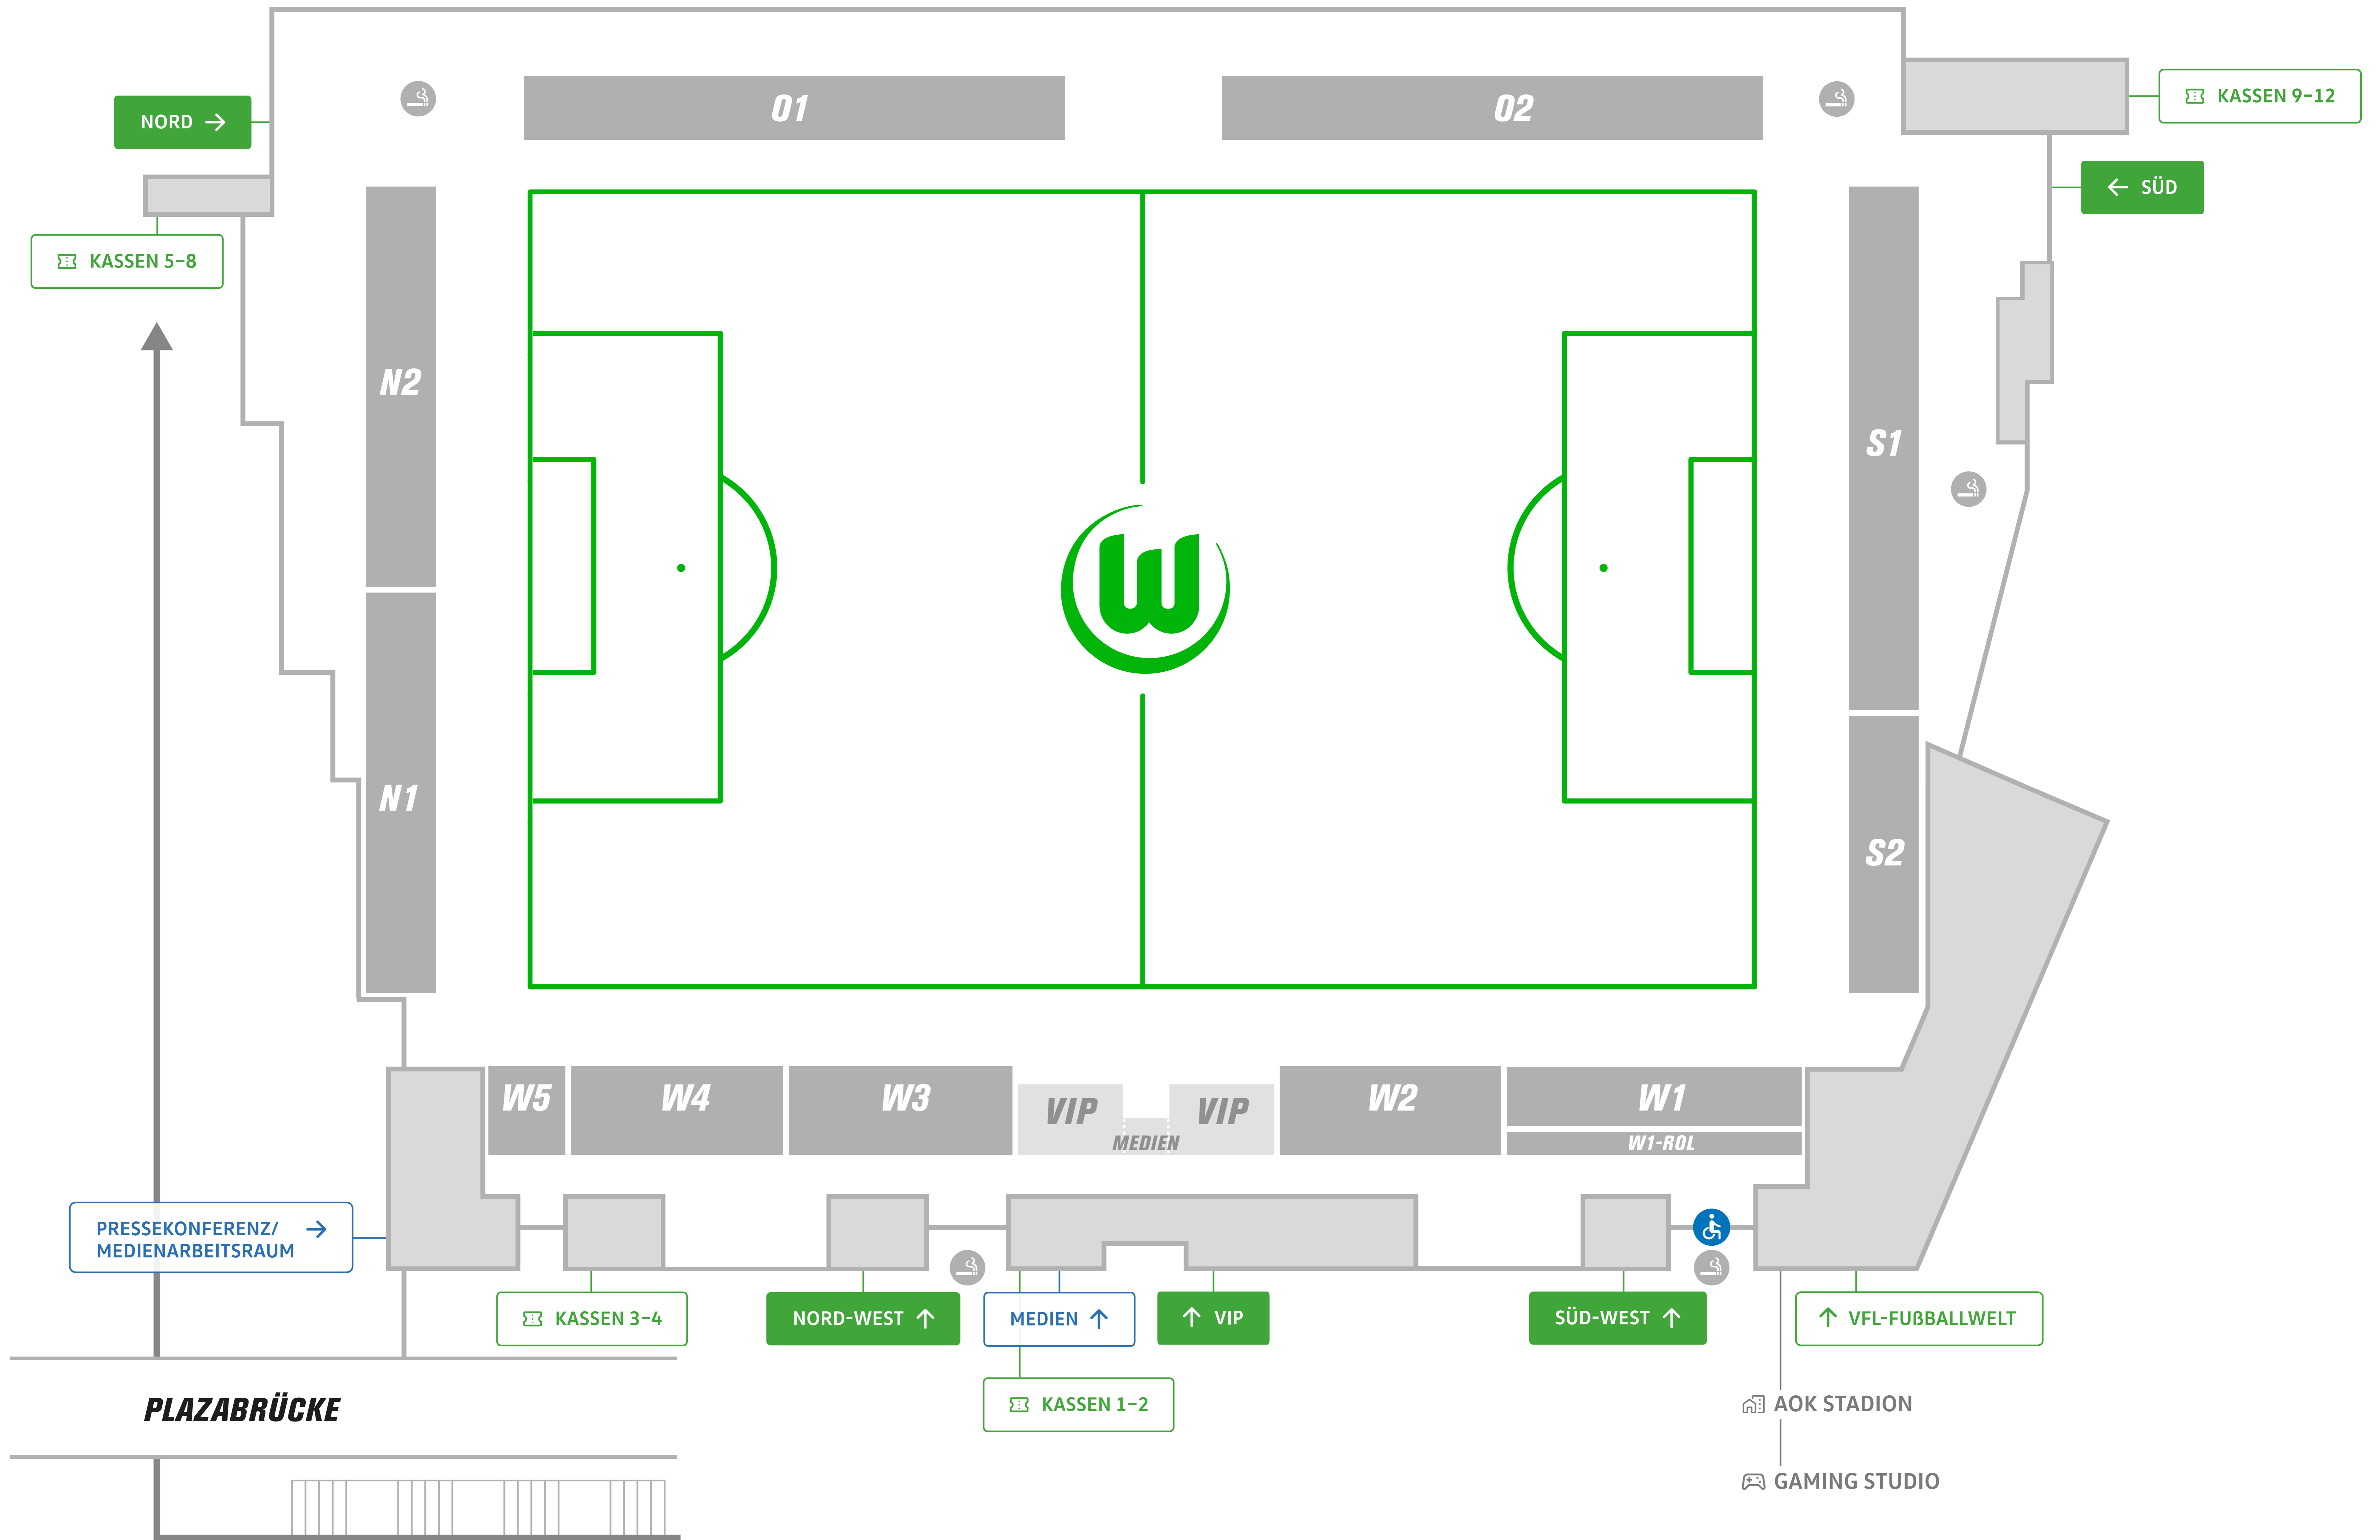 O1
O2
KASSEN 9–12
NORD
SÜD
KASSEN 5–8
N2
S1
N1
S2
W5
W4
W3
VIP
VIP
MEDIEN
W2
W1
W1-ROL
PRESSEKONFERENZ/
MEDIENARBEITSRAUM
KASSEN 3–4
NORD-WEST
MEDIEN
VIP
SÜD-WEST
VFL-FUßBALLWELT
KASSEN 1–2
AOK STADION
PLAZABRÜCKE
GAMING STUDIO